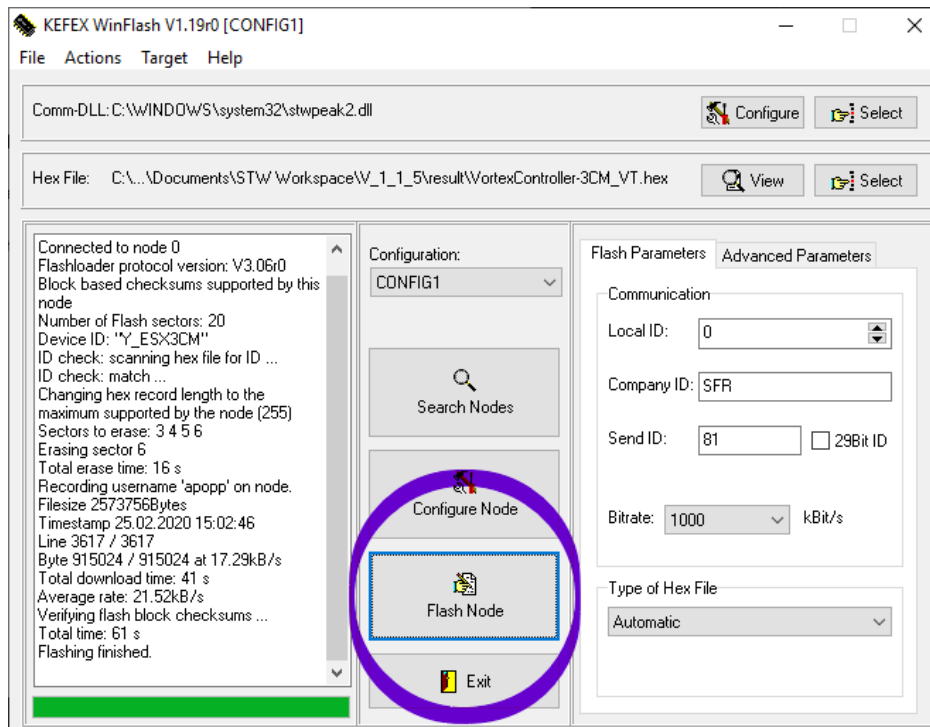 KEFEX WinFlash V1.19r0 [CONFIG1]
File Actions Target Help
Comm-DLL: C:\WINDOWS\system32\stwpeak2.dll
Configure
Select
Hex File: C:\...\Documents\STW Workspace\V_1_1_5\result\VortexController-3CM_VT.hex
View
Select
Connected to node 0
Flashloader protocol version: V3.06r0
Block based checksums supported by this
node
Number of Flash sectors: 20
Device ID: "Y_ESX3CM"
ID check: scanning hex file for ID ...
ID check: match ...
Changing hex record length to the
maximum supported by the node (255)
Sectors to erase: 3 4 5 6
Erasing sector 6
Total erase time: 16 s
Recording username 'apopp' on node.
Filesize 2573756Bytes
Timestamp 25.02.2020 15:02:46
Line 3617 / 3617
Byte 915024 / 915024 at 17.29kB/s
Total download time: 41 s
Average rate: 21.52kB/s
Verifying flash block checksums ...
Total time: 61 s
Flashing finished.
Configuration:
CONFIG1
Search Nodes
Configure Node
Flash Node
Exit
Flash Parameters
Advanced Parameters
Communication
Local ID: 0
Company ID: SFR
Send ID: 81 29Bit ID
Bitrate: 1000 kBit/s
Type of Hex File
Automatic